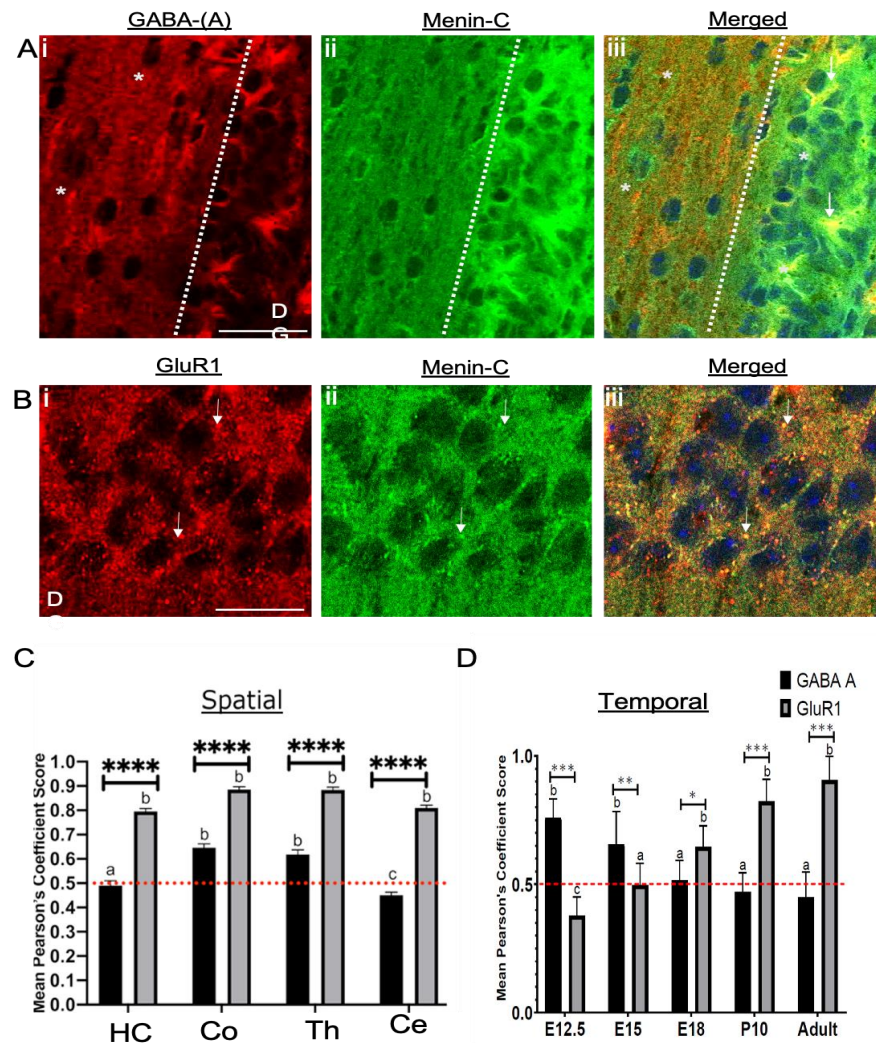 GABA-(A) Menin-C Merged
A i ii iii
* * * * * *
D
GluR1 Menin-C Merged
B i ii iii
D
C D
GABA A
GluR1
Spatial Temporal
Mean Pearson's Coefficient Score
1.0
0.9
0.8
0.7
0.6
0.5
0.4
0.3
0.2
0.1
0.0
**** **** **** ****
a b b b b b c b
HC Co Th Ce
Mean Pearson's Coefficient Score
1.0
0.5
0.0
*** ** * *** ***
b c b a a b a b a b
E12.5 E15 E18 P10 Adult